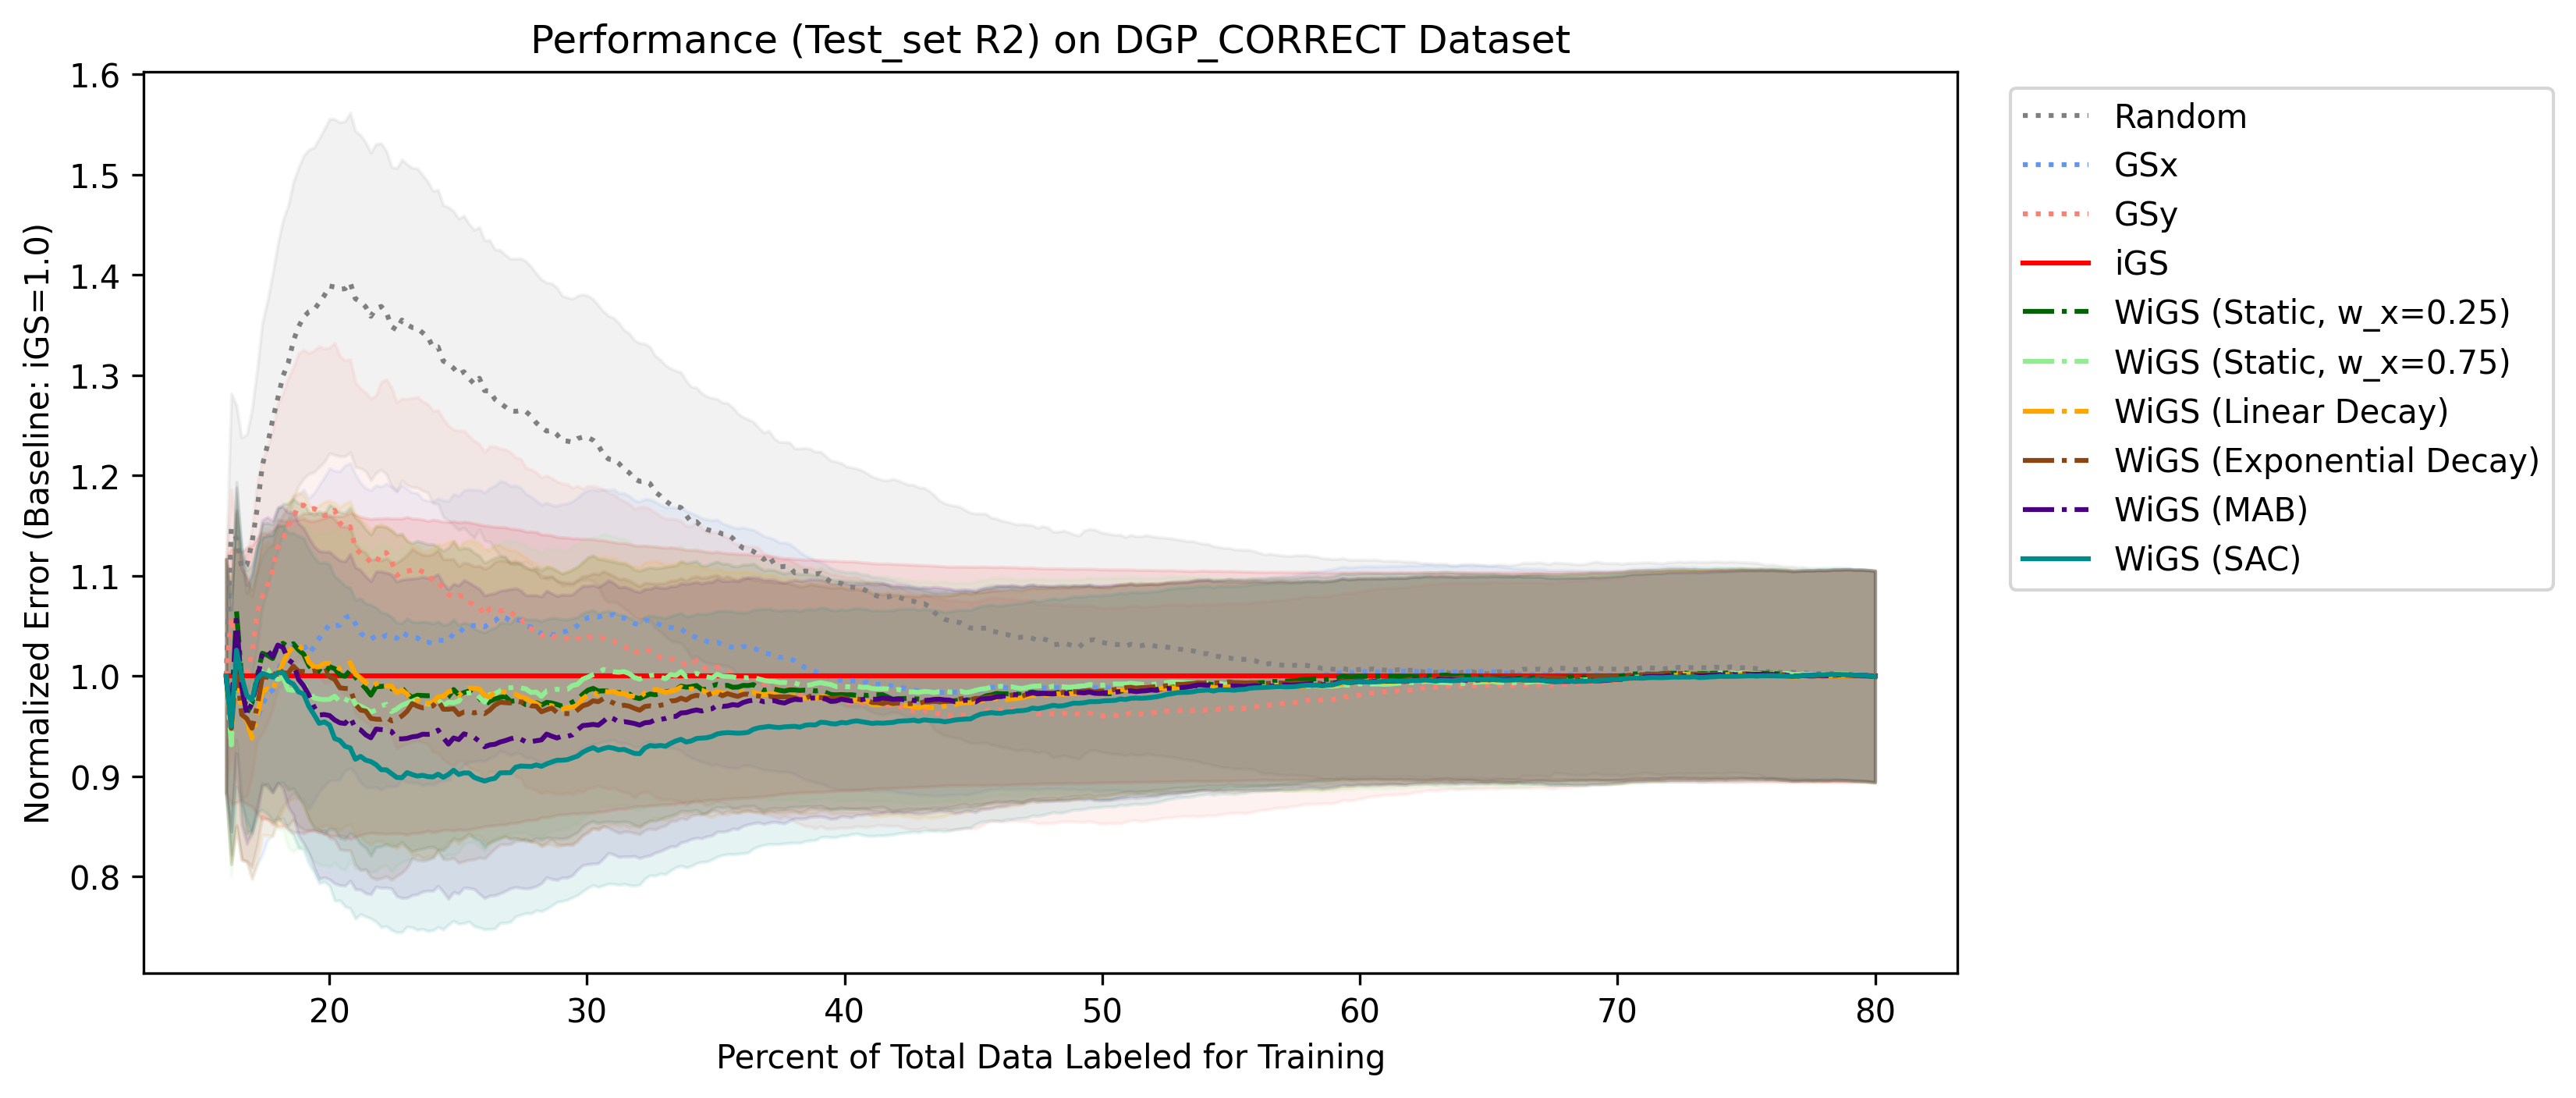 Performance (Test_set R2) on DGP_CORRECT Dataset
Normalized Error (Baseline: iGS=1.0)
1.6
1.5
1.4
1.3
1.2
1.1
1.0
0.9
0.8
20 30 40 50 60 70 80
Percent of Total Data Labeled for Training
Random
GSx
GSy
iGS
WiGS (Static, w_x=0.25)
WiGS (Static, w_x=0.75)
WiGS (Linear Decay)
WiGS (Exponential Decay)
WiGS (MAB)
WiGS (SAC)